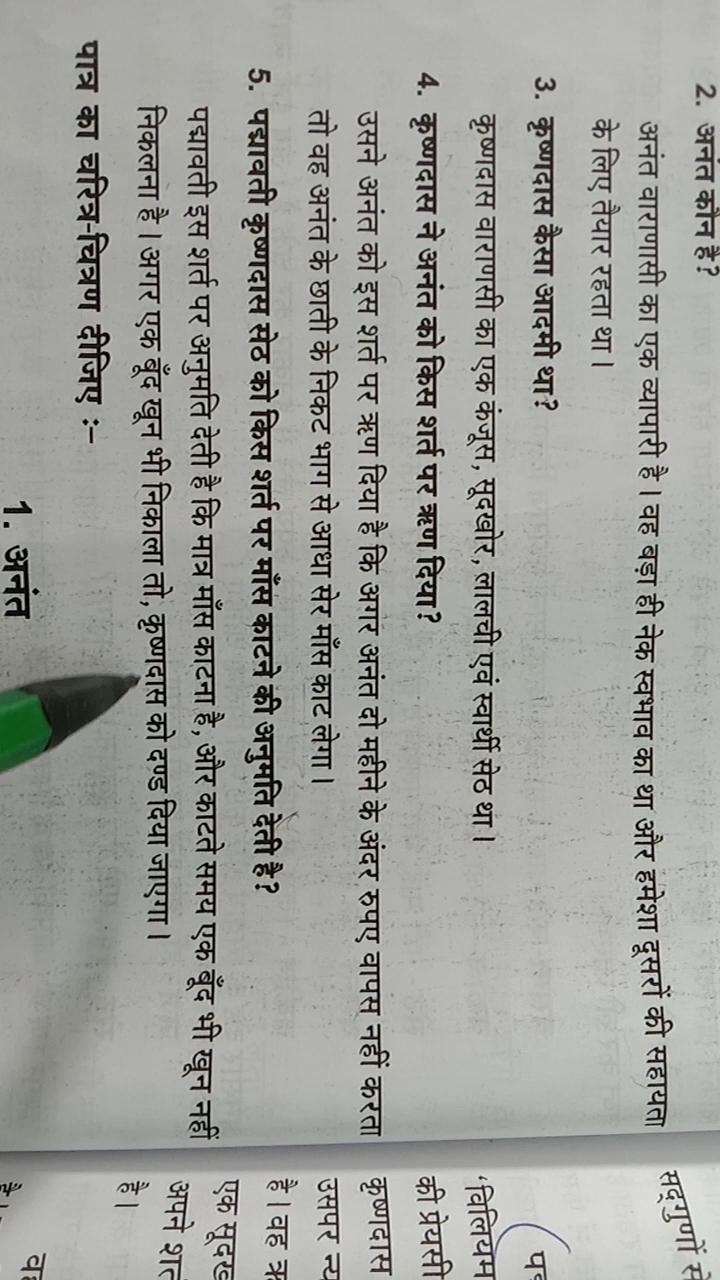 2. अनंत कौन है?
अनंत वाराणासी का एक व्यापारी है। वह बड़ा ही नेक स्वभाव का था और हमेशा दूसरों की सहायता
के लिए तैयार रहता था।
3. कृष्णदास कैसा आदमी था?
कृष्णदास वाराणसी का एक कंजूस, सूदखोर, लालची एवं स्वार्थी सेठ था।
4. कृष्णदास ने अनंत को किस शर्त पर ऋण दिया?
उसने अनंत को इस शर्त पर ऋण दिया है कि अगर अनंत दो महीने के अंदर रुपए वापस नहीं करता
तो वह अनंत के छाती के निकट भाग से आधा सेर माँस काट लेगा।
5. पद्मावती कृष्णदास सेठ को किस शर्त पर माँस काटने की अनुमति देती है?
पद्मावती इस शर्त पर अनुमति देती है कि मात्र माँस काटना है, और काटते समय एक बूँद भी खून नहीं
निकलना है। अगर एक बूँद खून भी निकाला तो, कृष्णदास को दण्ड दिया जाएगा।
पात्र का चरित्र-चित्रण दीजिए :–
1. अनंत
सद्गुणों से
'विलियम
की प्रेयसी
कृष्णदास
उसपर
है। वह
एक
अपने
है।